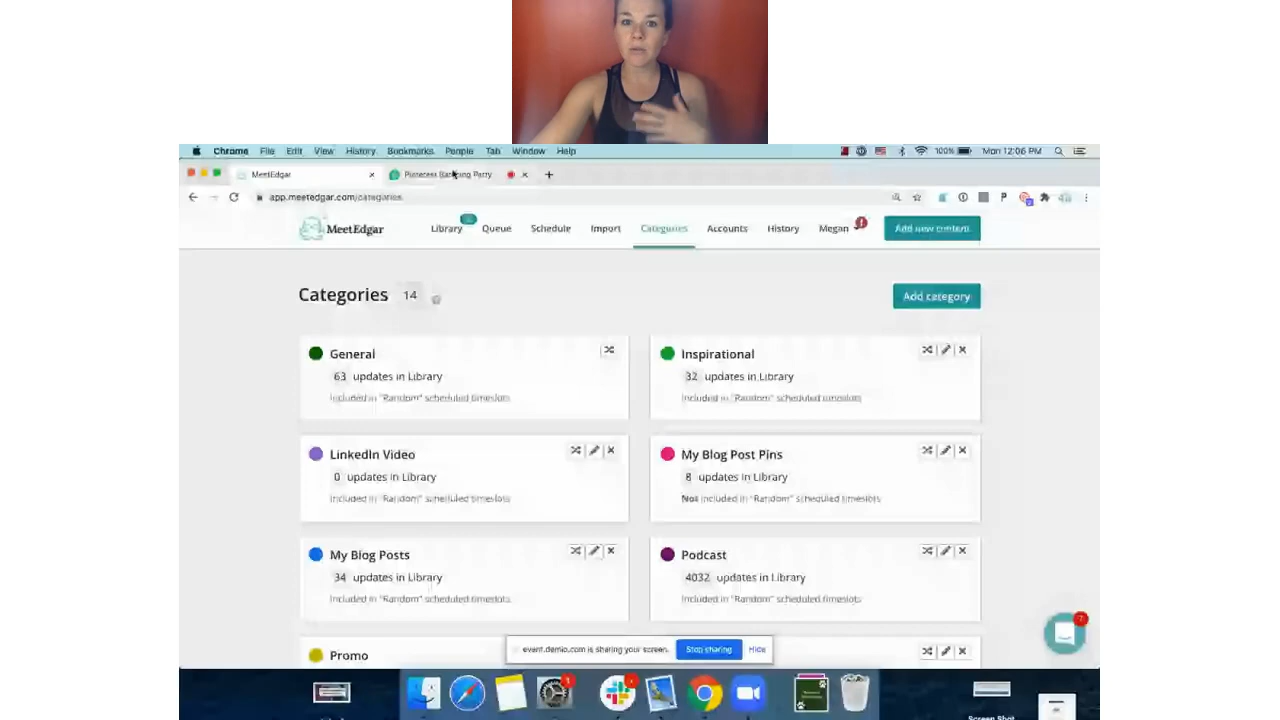 Chrome File Edit View History Bookmarks People Tab Window Help 100% Mon 12:06 PM
MeetEdgar Pinterest Party
app.meetedgar.com/categories
MeetEdgar Library Queue Schedule Import Categories Accounts History Megan Add new content
Categories 14 Add category
General
63 updates in Library
Included in "Random" scheduled timeslots
Inspirational
32 updates in Library
Included in "Random" scheduled timeslots
LinkedIn Video
0 updates in Library
Included in "Random" scheduled timeslots
My Blog Post Pins
8 updates in Library
Not included in "Random" scheduled timeslots
My Blog Posts
34 updates in Library
Included in "Random" scheduled timeslots
Podcast
4032 updates in Library
Included in "Random" scheduled timeslots
Promo
event.demio.com is sharing your screen. Stop sharing Hide
7
1
Screen Shot